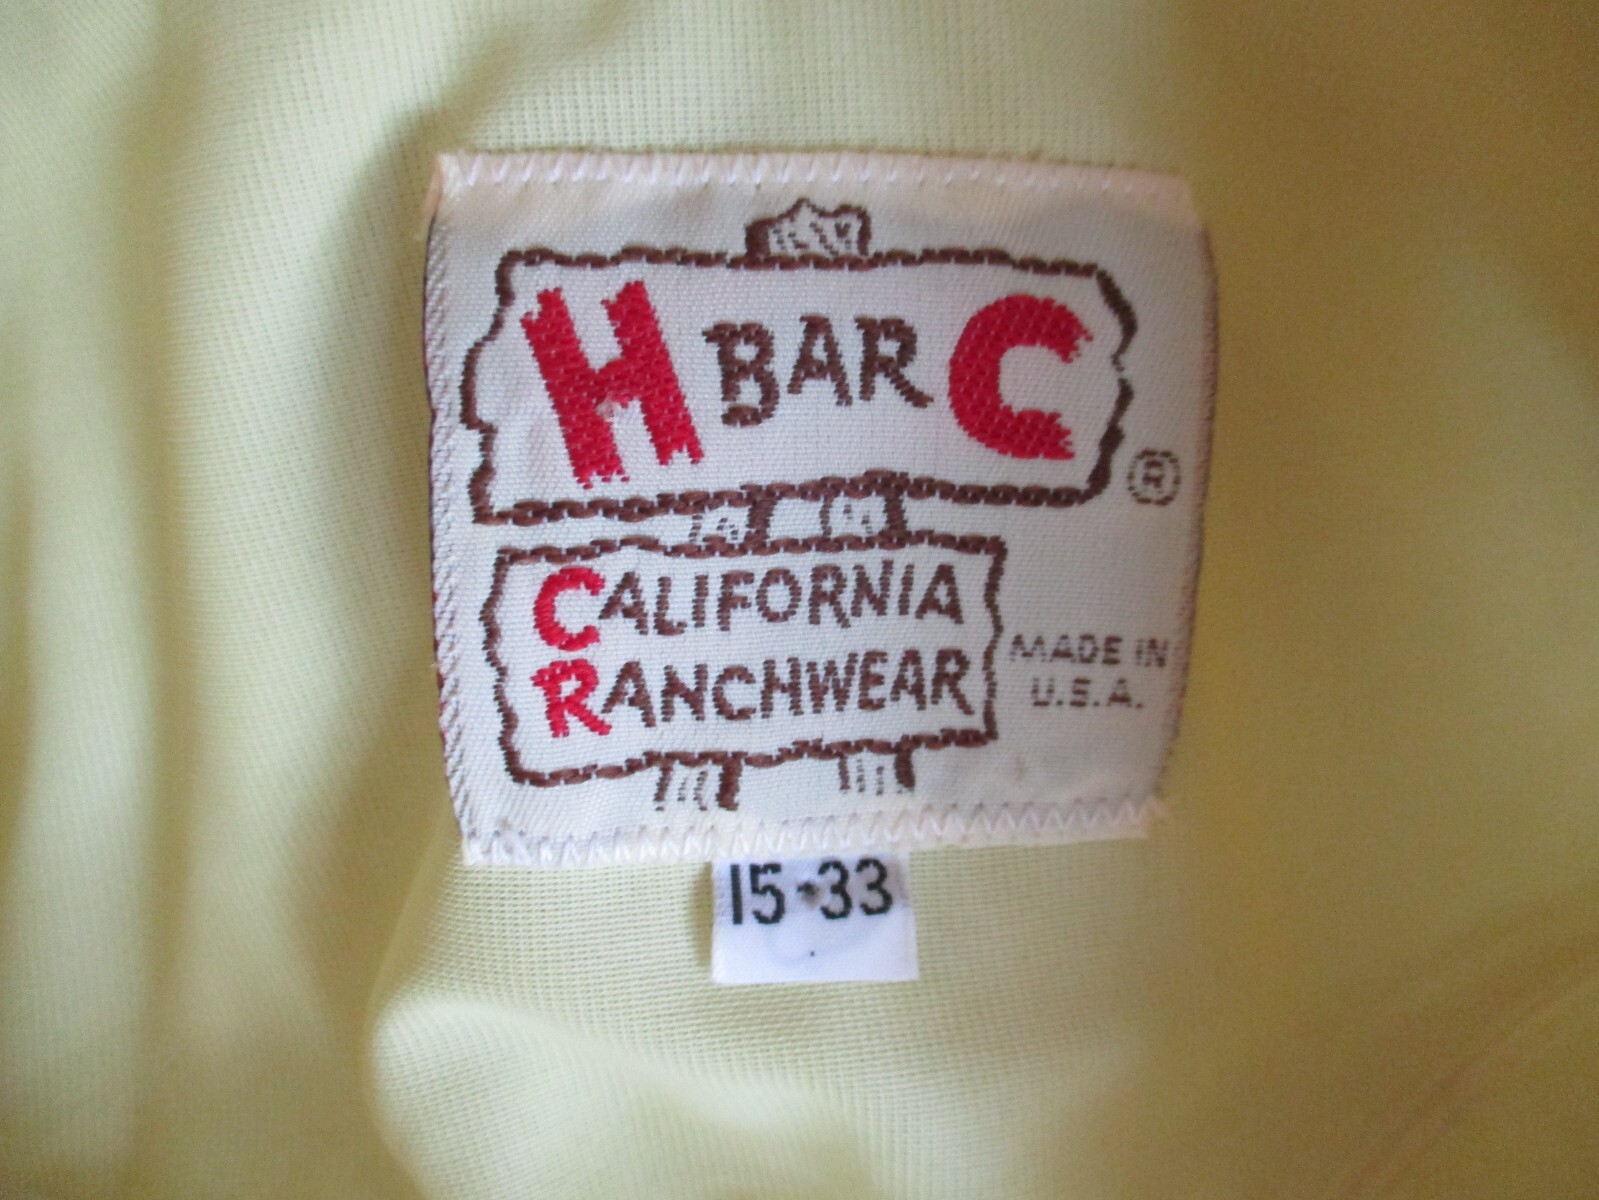 H BAR C
®
CALIFORNIA
RANCHWEAR
MADE IN
U.S.A.
15-33